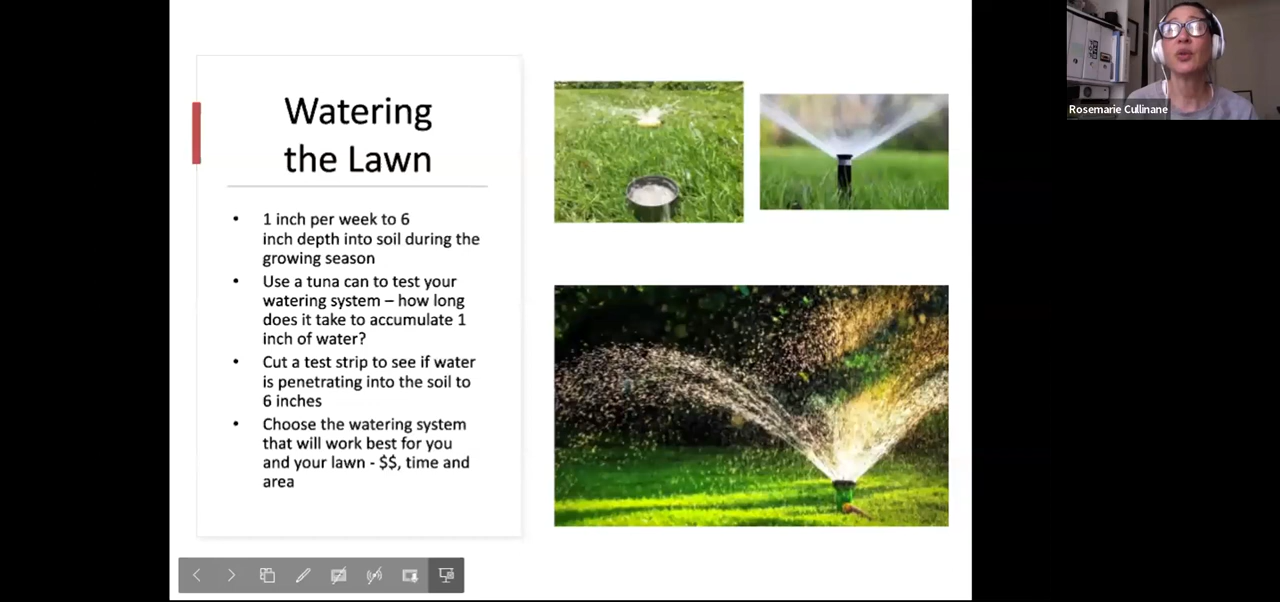 Watering
the Lawn
• 1 inch per week to 6
inch depth into soil during the
growing season
• Use a tuna can to test your
watering system – how long
does it take to accumulate 1
inch of water?
• Cut a test strip to see if water
is penetrating into the soil to
6 inches
• Choose the watering system
that will work best for you
and your lawn - $$, time and
area
Rosemarie Cullinane